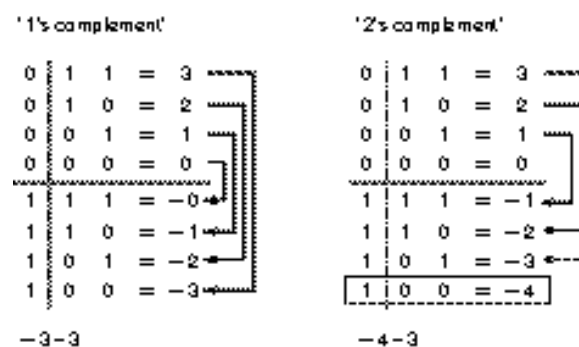 '1's complement'
0 1 1 = 3
0 1 0 = 2
0 0 1 = 1
0 0 0 = 0
1 1 1 = -0
1 1 0 = -1
1 0 1 = -2
1 0 0 = -3
-3-3
'2's complement'
0 1 1 = 3
0 1 0 = 2
0 0 1 = 1
0 0 0 = 0
1 1 1 = -1
1 1 0 = -2
1 0 1 = -3
1 0 0 = -4
-4-3